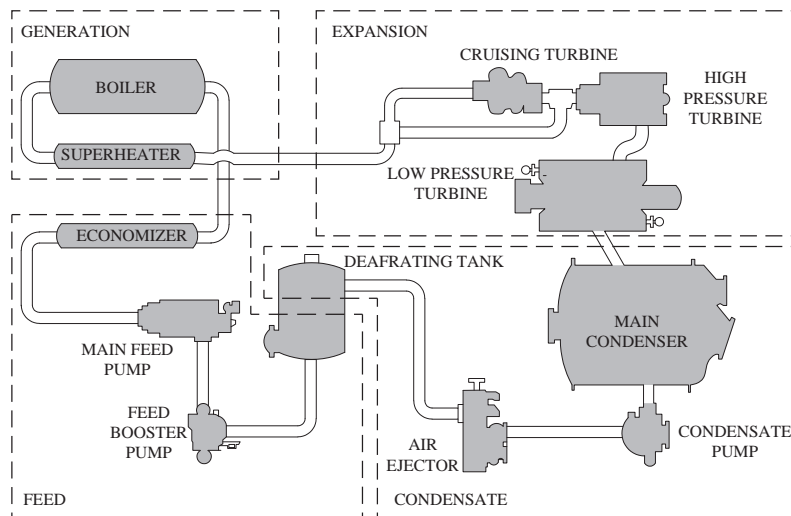 GENERATION
BOILER
SUPERHEATER
EXPANSION
CRUISING TURBINE
HIGH
PRESSURE
TURBINE
LOW PRESSURE
TURBINE
ECONOMIZER
MAIN FEED
PUMP
FEED
BOOSTER
PUMP
FEED
DEAFRATING TANK
MAIN
CONDENSER
AIR
EJECTOR
CONDENSATE
PUMP
CONDENSATE